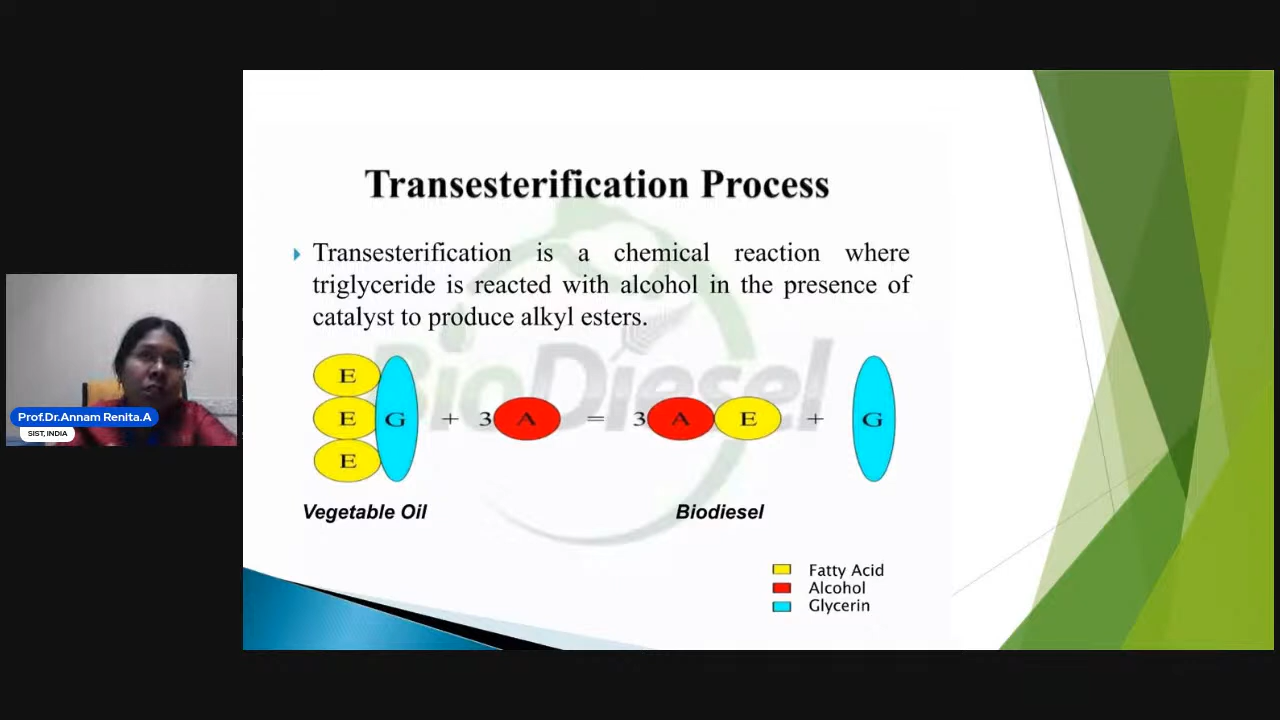 Transesterification Process
Transesterification is a chemical reaction where
triglyceride is reacted with alcohol in the presence of
catalyst to produce alkyl esters.
BioDiesel
E
E G + 3 A = 3 A E + G
E
Vegetable Oil Biodiesel
Fatty Acid
Alcohol
Glycerin
Prof.Dr.Annam Renita.A
SIST, INDIA